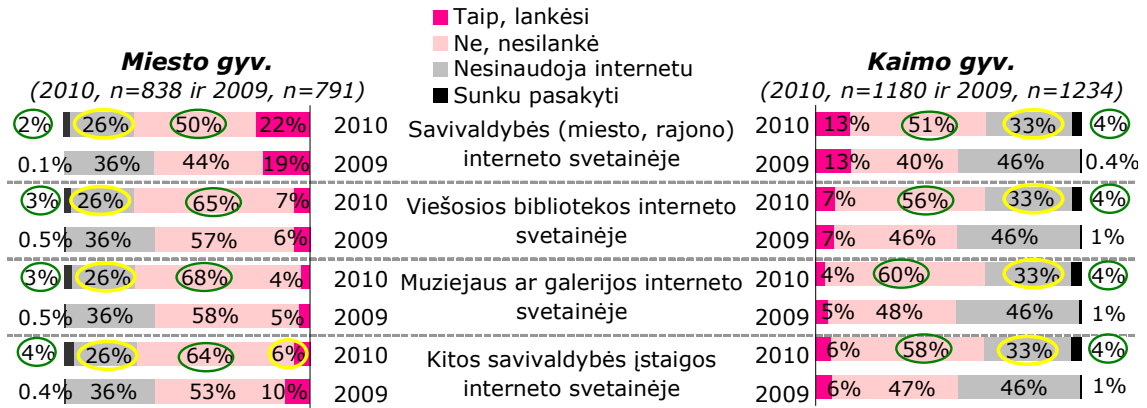 Taip, lankėsi
Ne, nesilankė
Nesinaudoja internetu
Sunku pasakyti
Miesto gyv.
(2010, n=838 ir 2009, n=791)
Kaimo gyv.
(2010, n=1180 ir 2009, n=1234)
2% 26% 50% 22% 2010
0.1% 36% 44% 19% 2009
Savivaldybės (miesto, rajono)
interneto svetainėje
2010 13% 51% 33% 4%
2009 13% 40% 46% 0.4%
3% 26% 65% 7% 2010
0.5% 36% 57% 6% 2009
Viešosios bibliotekos interneto
svetainėje
2010 7% 56% 33% 4%
2009 7% 46% 46% 1%
3% 26% 68% 4% 2010
0.5% 36% 58% 5% 2009
Muziejaus ar galerijos interneto
svetainėje
2010 4% 60% 33% 4%
2009 5% 48% 46% 1%
4% 26% 64% 6% 2010
0.4% 36% 53% 10% 2009
Kitos savivaldybės įstaigos
interneto svetainėje
2010 6% 58% 33% 4%
2009 6% 47% 46% 1%